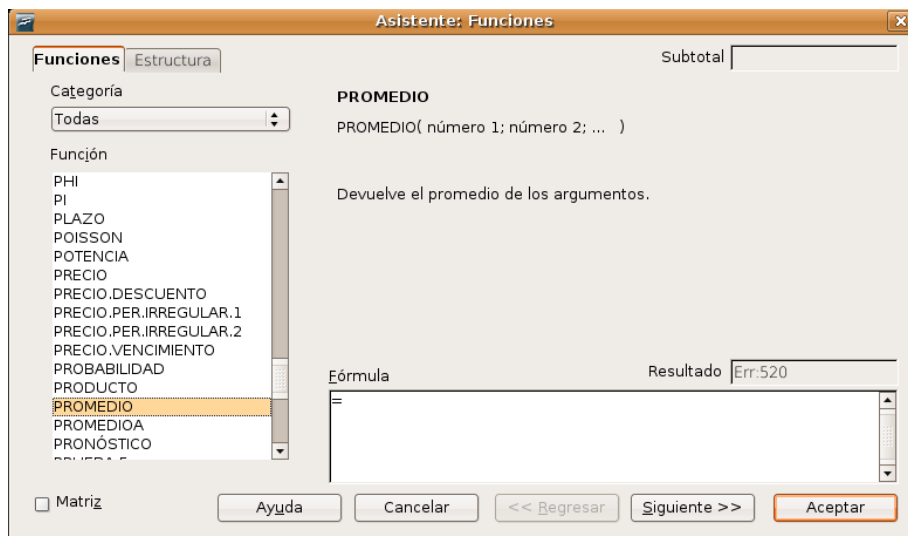 Asistente: Funciones
Funciones Estructura
Subtotal
Categoría
Todas
Función
PHI
PI
PLAZO
POISSON
POTENCIA
PRECIO
PRECIO.DESCUENTO
PRECIO.PER.IRREGULAR.1
PRECIO.PER.IRREGULAR.2
PRECIO.VENCIMIENTO
PROBABILIDAD
PRODUCTO
PROMEDIO
PROMEDIOA
PRONÓSTICO
PROMEDIO
PROMEDIO( número 1; número 2; ... )
Devuelve el promedio de los argumentos.
Fórmula
Resultado Err:520
=
Matriz
Ayuda
Cancelar
<< Regresar
Siguiente >>
Aceptar